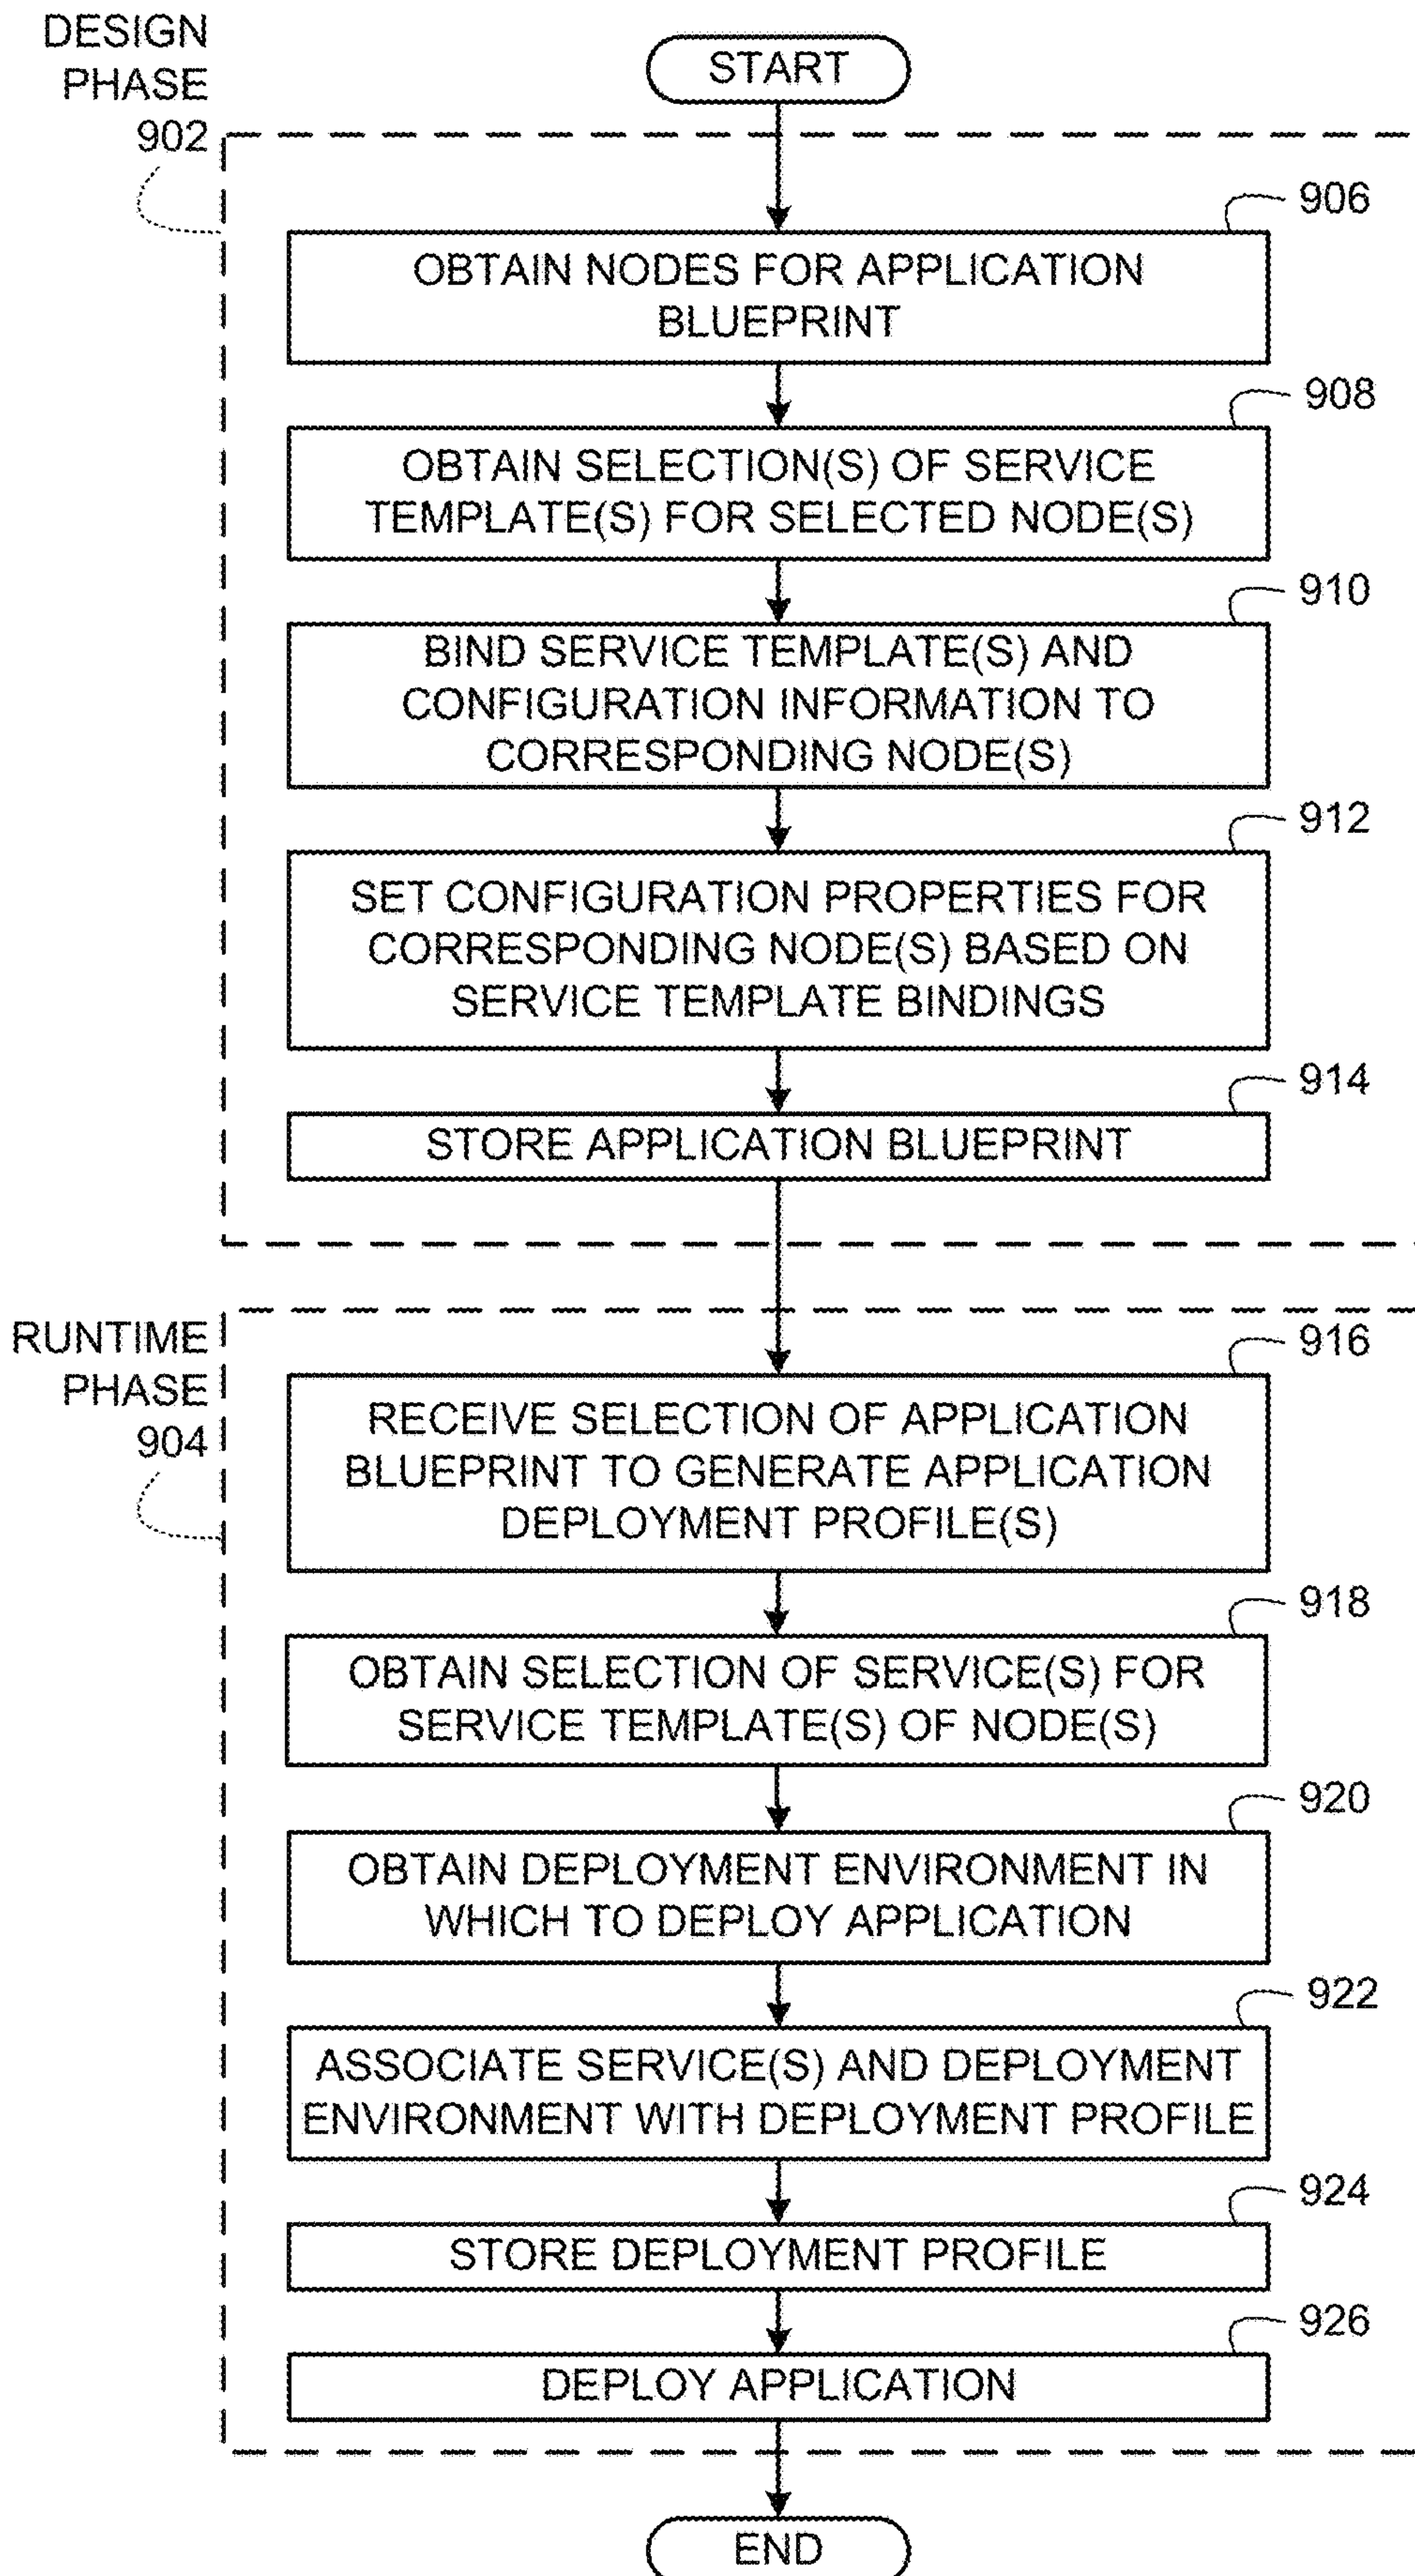 DESIGN
PHASE
902
START
906
OBTAIN NODES FOR APPLICATION
BLUEPRINT
908
OBTAIN SELECTION(S) OF SERVICE
TEMPLATE(S) FOR SELECTED NODE(S)
910
BIND SERVICE TEMPLATE(S) AND
CONFIGURATION INFORMATION TO
CORRESPONDING NODE(S)
912
SET CONFIGURATION PROPERTIES FOR
CORRESPONDING NODE(S) BASED ON
SERVICE TEMPLATE BINDINGS
914
STORE APPLICATION BLUEPRINT
RUNTIME
PHASE
904
916
RECEIVE SELECTION OF APPLICATION
BLUEPRINT TO GENERATE APPLICATION
DEPLOYMENT PROFILE(S)
918
OBTAIN SELECTION OF SERVICE(S) FOR
SERVICE TEMPLATE(S) OF NODE(S)
920
OBTAIN DEPLOYMENT ENVIRONMENT IN
WHICH TO DEPLOY APPLICATION
922
ASSOCIATE SERVICE(S) AND DEPLOYMENT
ENVIRONMENT WITH DEPLOYMENT PROFILE
924
STORE DEPLOYMENT PROFILE
926
DEPLOY APPLICATION
END